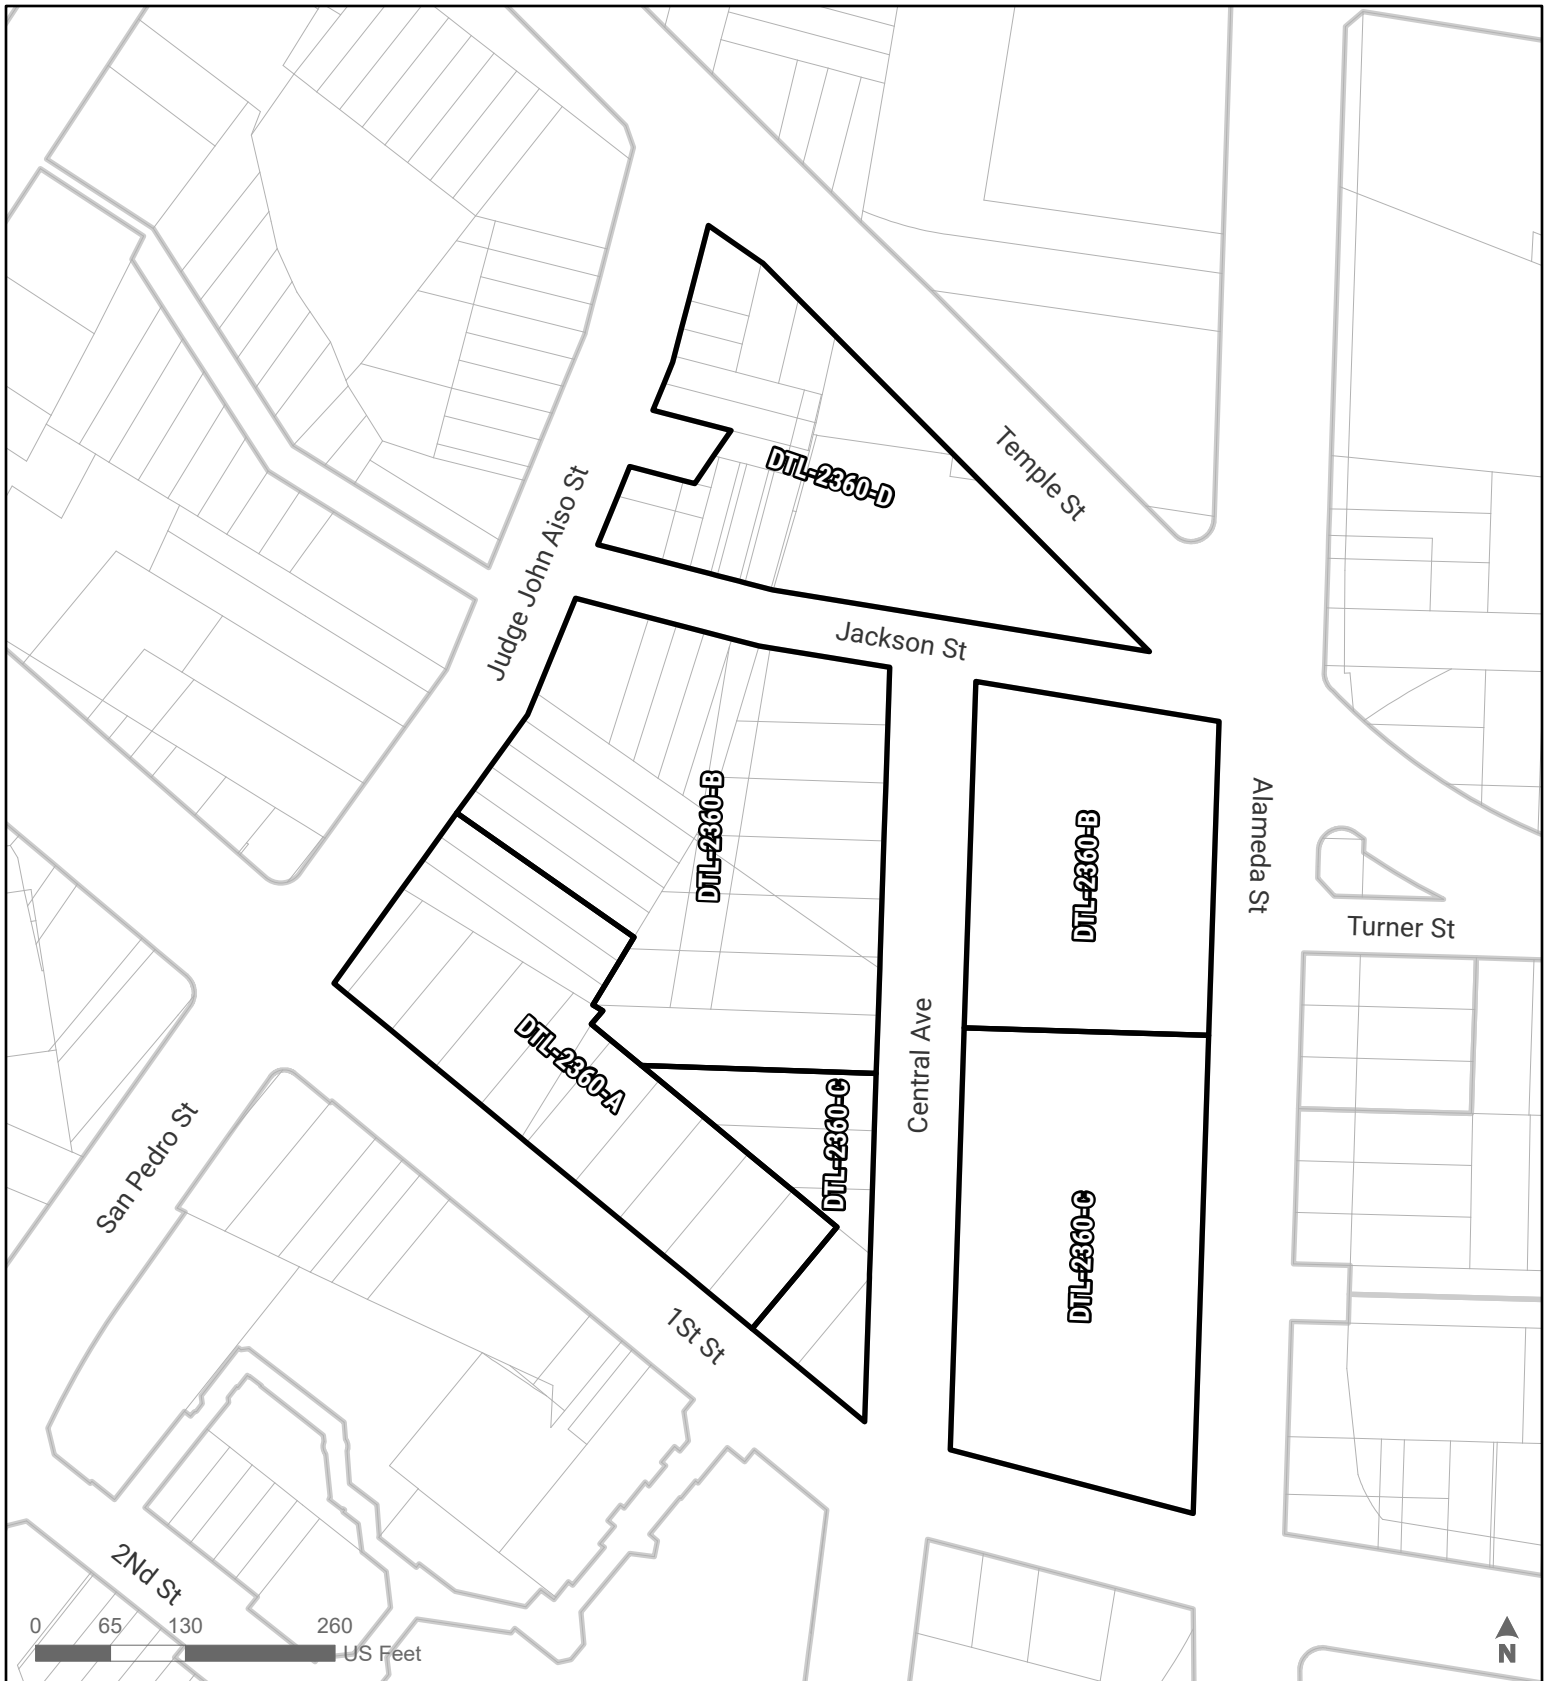 Temple St
DTL-2360-D
Judge John Aiso St
Jackson St
DTL-2360-B
DTL-2360-B
Alameda St
Turner St
Central Ave
DTL-2360-A
DTL-2360-C
San Pedro St
DTL-2360-C
1St St
2Nd St
0 65 130 260
US Feet
N